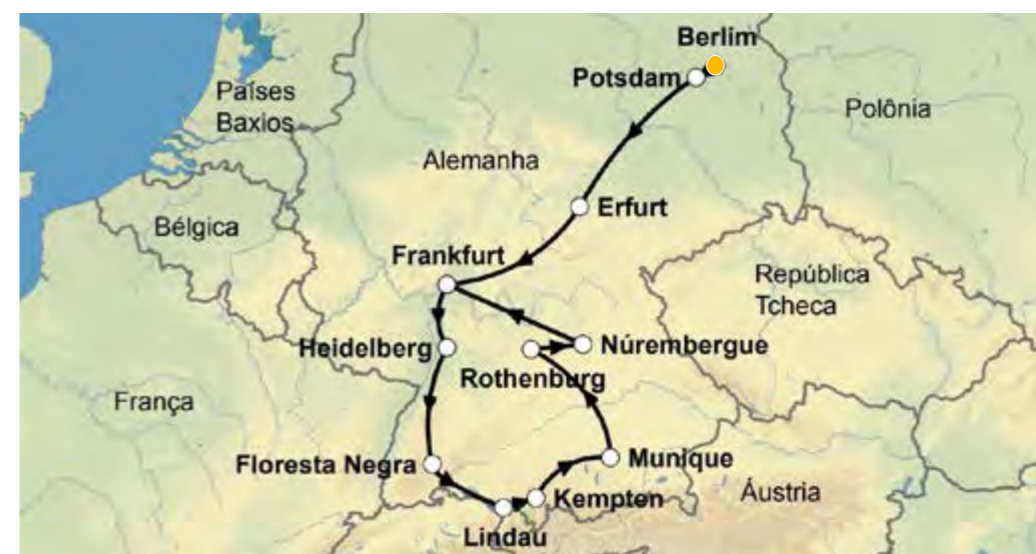 Berlim
Potsdam
Países
Baxios
Polônia
Alemanha
Erfurt
Bélgica
Frankfurt
República
Tcheca
Heidelberg
Núrembergue
Rothenburg
França
Floresta Negra
Munique
Kempten
Áustria
Lindau